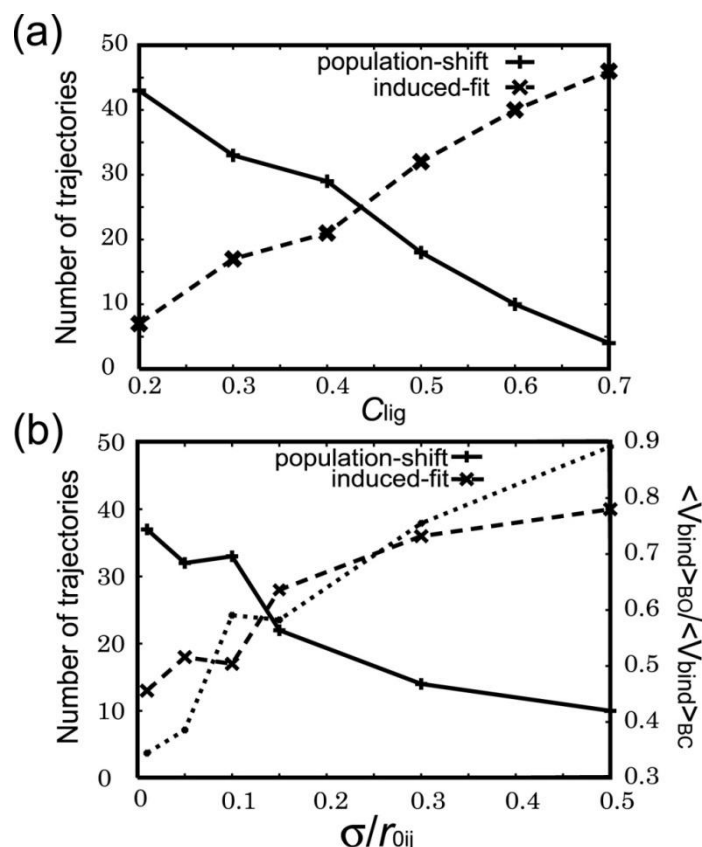 (a)
50
40
30
20
10
0
Number of trajectories
population-shift
induced-fit
0.2 0.3 0.4 0.5 0.6 0.7
Clig
(b)
50
40
30
20
10
0
Number of trajectories
population-shift
induced-fit
0.9
0.8
0.7
0.6
0.5
0.4
0.3
<Vbind>BO/<Vbind>BC
0 0.1 0.2 0.3 0.4 0.5
σ/r0ij